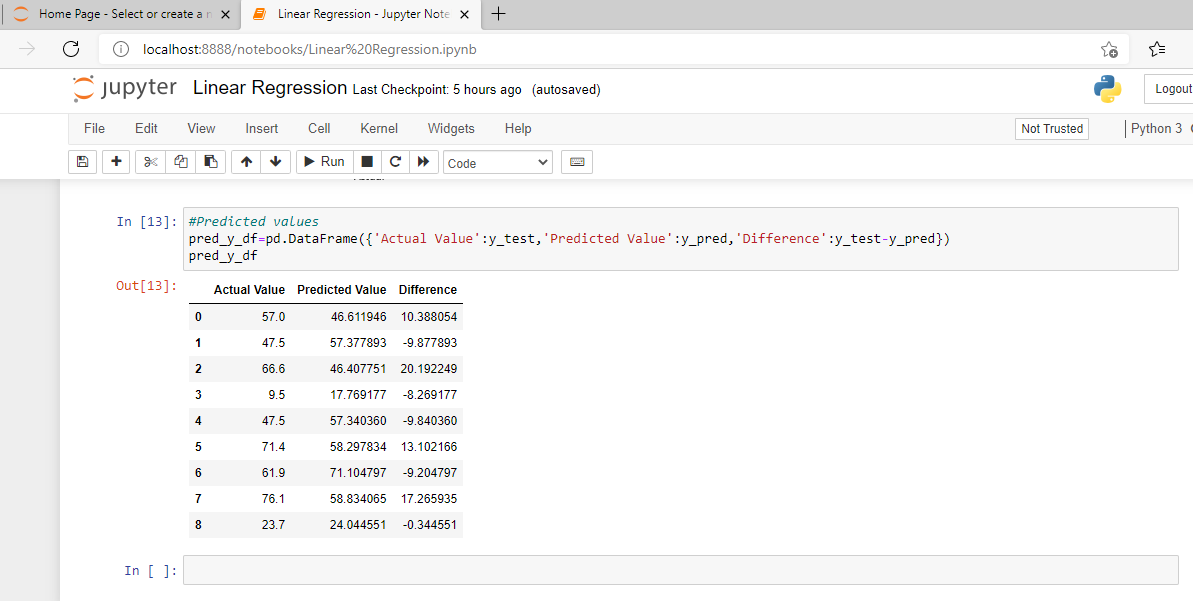 Home Page - Select or create a n
Linear Regression - Jupyter Note
localhost:8888/notebooks/Linear%20Regression.ipynb
jupyter Linear Regression Last Checkpoint: 5 hours ago (autosaved)
Logout
File Edit View Insert Cell Kernel Widgets Help Not Trusted Python 3
Run Code
In [13]: #Predicted values
pred_y_df=pd.DataFrame({'Actual Value':y_test,'Predicted Value':y_pred,'Difference':y_test-y_pred})
pred_y_df
Out[13]:
Actual Value Predicted Value Difference
0 57.0 46.611946 10.388054
1 47.5 57.377893 -9.877893
2 66.6 46.407751 20.192249
3 9.5 17.769177 -8.269177
4 47.5 57.340360 -9.840360
5 71.4 58.297834 13.102166
6 61.9 71.104797 -9.204797
7 76.1 58.834065 17.265935
8 23.7 24.044551 -0.344551
In [ ]: